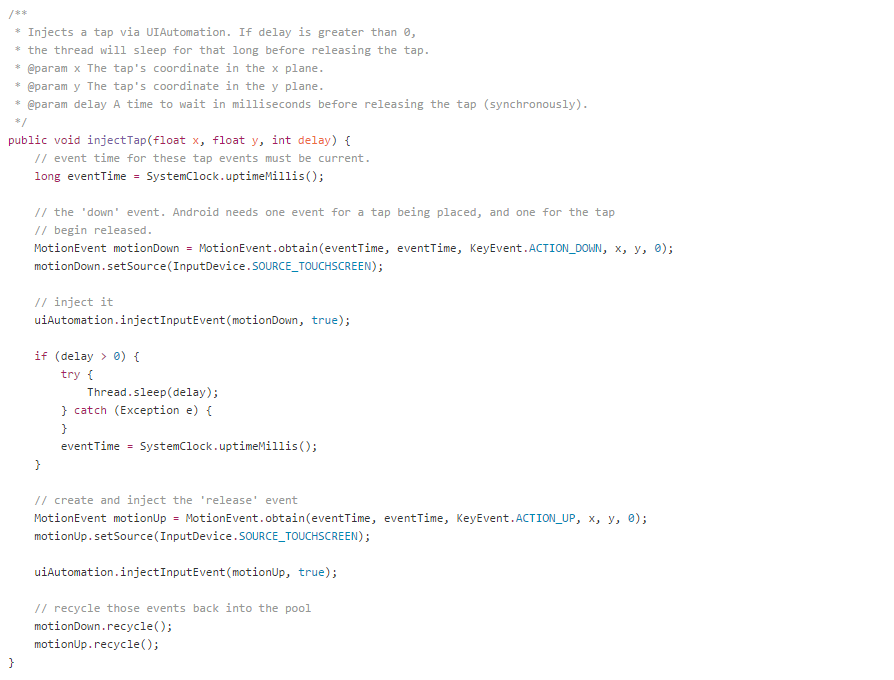 /**
 * Injects a tap via UIAutomation. If delay is greater than 0,
 * the thread will sleep for that long before releasing the tap.
 * @param x The tap's coordinate in the x plane.
 * @param y The tap's coordinate in the y plane.
 * @param delay A time to wait in milliseconds before releasing the tap (synchronously).
 */
public void injectTap(float x, float y, int delay) {
    // event time for these tap events must be current.
    long eventTime = SystemClock.uptimeMillis();

    // the 'down' event. Android needs one event for a tap being placed, and one for the tap
    // begin released.
    MotionEvent motionDown = MotionEvent.obtain(eventTime, eventTime, KeyEvent.ACTION_DOWN, x, y, 0);
    motionDown.setSource(InputDevice.SOURCE_TOUCHSCREEN);

    // inject it
    uiAutomation.injectInputEvent(motionDown, true);

    if (delay > 0) {
        try {
            Thread.sleep(delay);
        } catch (Exception e) {
        }
        eventTime = SystemClock.uptimeMillis();
    }

    // create and inject the 'release' event
    MotionEvent motionUp = MotionEvent.obtain(eventTime, eventTime, KeyEvent.ACTION_UP, x, y, 0);
    motionUp.setSource(InputDevice.SOURCE_TOUCHSCREEN);

    uiAutomation.injectInputEvent(motionUp, true);

    // recycle those events back into the pool
    motionDown.recycle();
    motionUp.recycle();
}